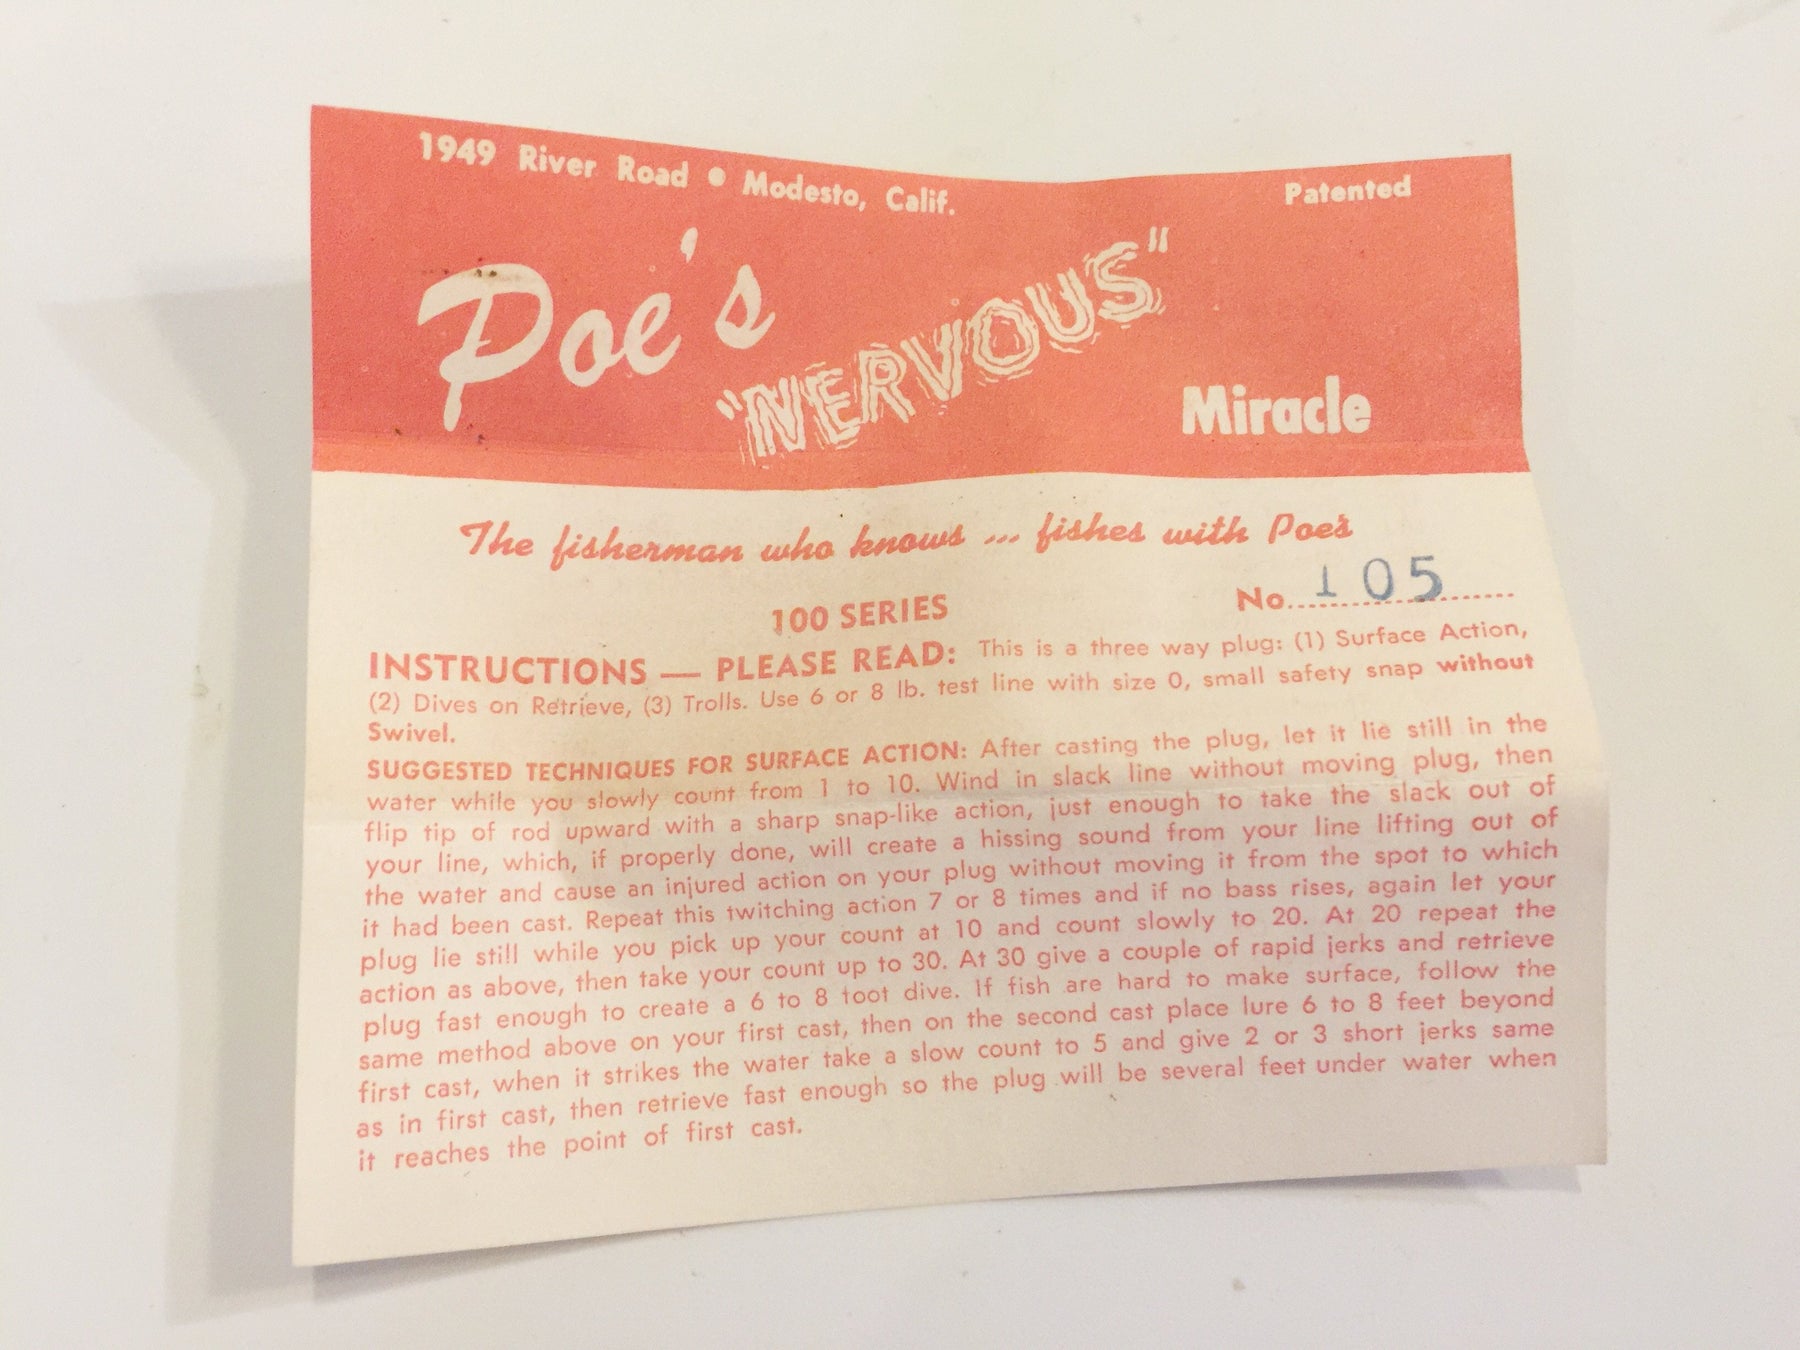 1949 River Road • Modesto, Calif.
Patented
Poe's
"NERVOUS"
Miracle
The fisherman who knows ... fishes with Poe's
No. 105
100 SERIES
INSTRUCTIONS — PLEASE READ: This is a three way plug: (1) Surface Action,
(2) Dives on Retrieve, (3) Trolls. Use 6 or 8 lb. test line with size 0, small safety snap without
Swivel.
SUGGESTED TECHNIQUES FOR SURFACE ACTION: After casting the plug, let it lie still in the
water while you slowly count from 1 to 10. Wind in slack line without moving plug, then
flip tip of rod upward with a sharp snap-like action, just enough to take the slack out of
your line, which, if properly done, will create a hissing sound from your line lifting out of
the water and cause an injured action on your plug without moving it from the spot to which
it had been cast. Repeat this twitching action 7 or 8 times and if no bass rises, again let your
plug lie still while you pick up your count at 10 and count slowly to 20. At 20 repeat the
action as above, then take your count up to 30. At 30 give a couple of rapid jerks and retrieve
plug fast enough to create a 6 to 8 toot dive. If fish are hard to make surface, follow the
same method above on your first cast, then on the second cast place lure 6 to 8 feet beyond
first cast, when it strikes the water take a slow count to 5 and give 2 or 3 short jerks same
as in first cast, then retrieve fast enough so the plug will be several feet under water when
it reaches the point of first cast.